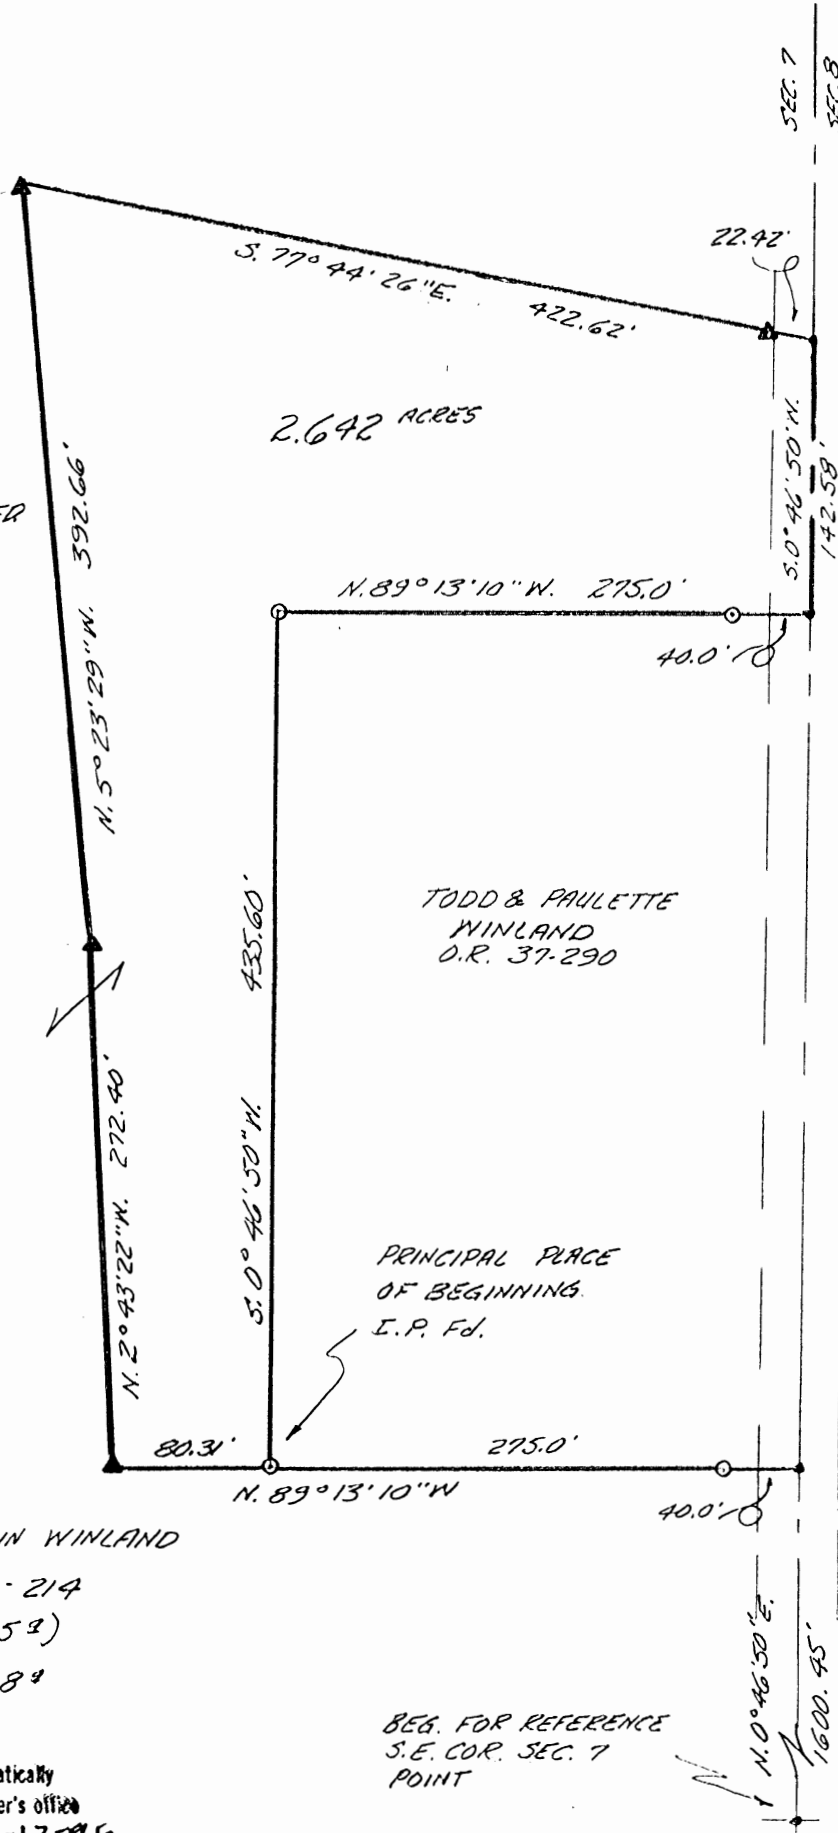 SEC. 7
SEC. 8
22.42'
S. 77° 44' 26"E. 422.62'
2.642 ACRES
S. 0° 46' 50" W.
142.58'
N. 5° 23' 29" W. 392.66'
N. 89° 13' 10" W. 275.0'
40.0'
TODD & PAULETTE
WINLAND
O.R. 37-290
S. 0° 46' 50" W. 435.60'
N. 2° 43' 22" W. 272.40'
PRINCIPAL PLACE
OF BEGINNING.
I.P. Fd.
80.31'
275.0'
N. 89° 13' 10" W
40.0'
WINLAND
- 214
BEG. FOR REFERENCE
S.E. COR. SEC. 7
POINT
N. 0° 46' 50" E.
1600.45'
er's office